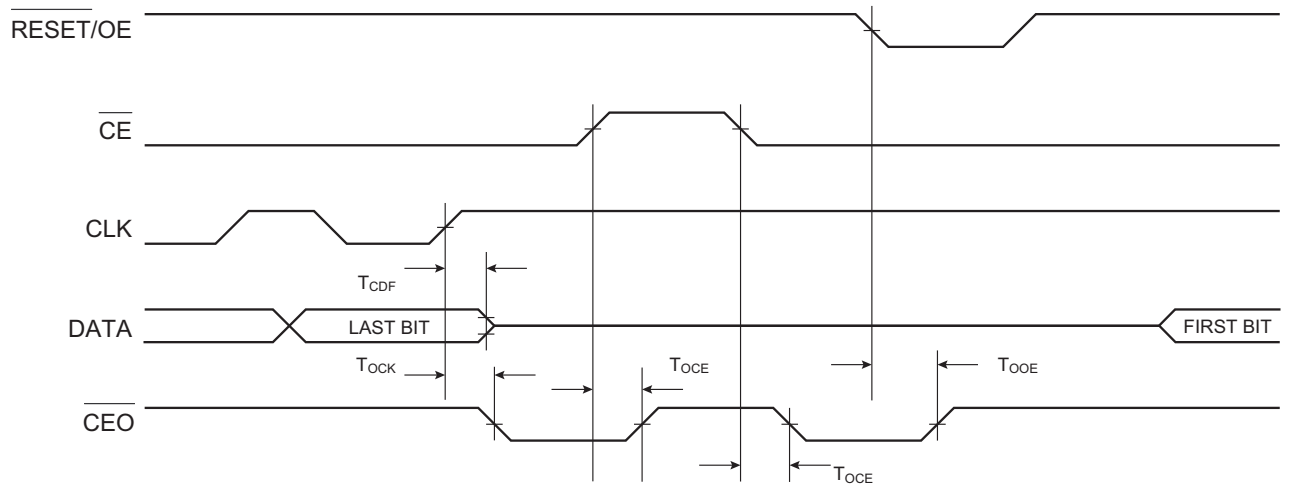 RESET/OE
CE
CLK
TCDF
DATA
LAST BIT
FIRST BIT
TOCK
TOCE
TOOE
CEO
TOCE